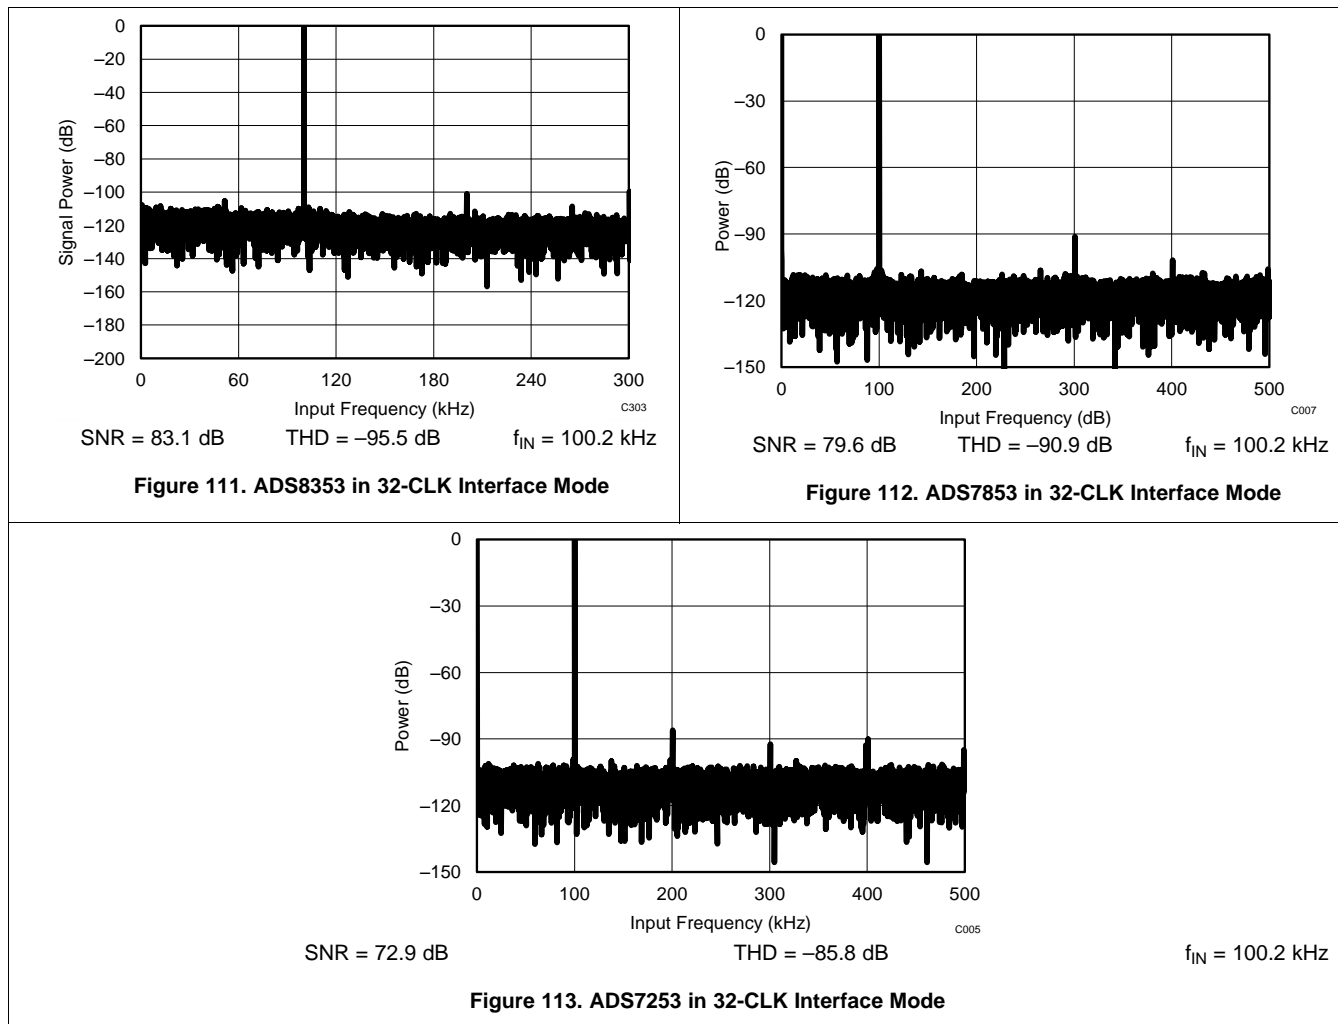 0
–20
–40
–60
–80
–100
–120
–140
–160
–180
–200
Signal Power (dB)
0 60 120 180 240 300
Input Frequency (kHz)
C303
SNR = 83.1 dB THD = –95.5 dB fIN = 100.2 kHz
Figure 111. ADS8353 in 32-CLK Interface Mode
0
–30
–60
–90
–120
–150
Power (dB)
0 100 200 300 400 500
Input Frequency (dB)
C007
SNR = 79.6 dB THD = –90.9 dB fIN = 100.2 kHz
Figure 112. ADS7853 in 32-CLK Interface Mode
0
–30
–60
–90
–120
–150
Power (dB)
0 100 200 300 400 500
Input Frequency (kHz)
C005
SNR = 72.9 dB THD = –85.8 dB fIN = 100.2 kHz
Figure 113. ADS7253 in 32-CLK Interface Mode